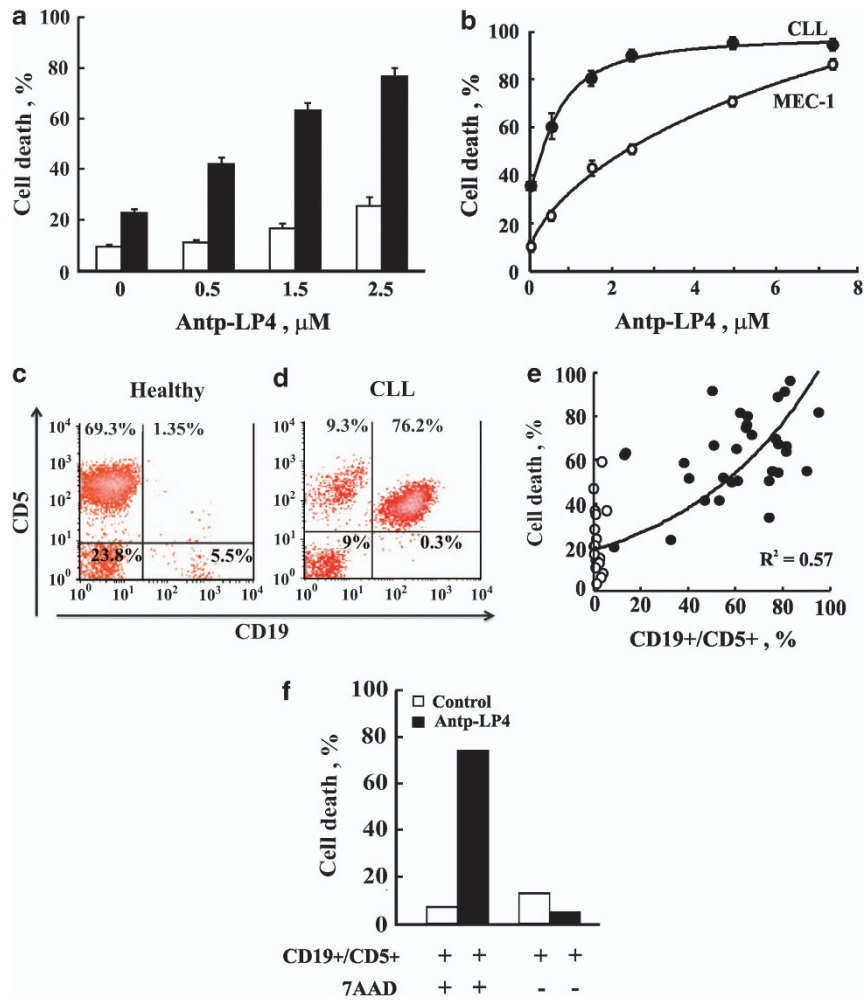 a
100
80
60
40
20
0
Cell death , %
0 0.5 1.5 2.5
Antp-LP4 , μM
b
100
80
60
40
20
0
Cell death , %
CLL
MEC-1
0 2 4 6 8
Antp-LP4 , μM
c
Healthy
69.3% 1.35%
23.8% 5.5%
10⁴
10³
10²
10¹
10⁰
10⁰ 10¹ 10² 10³ 10⁴
CD5
d
CLL
9.3% 76.2%
9% 0.3%
10⁴
10³
10²
10¹
10⁰
10⁰ 10¹ 10² 10³ 10⁴
CD19
e
100
80
60
40
20
0
Cell death, %
R² = 0.57
0 20 40 60 80 100
CD19+/CD5+ , %
f
100
80
60
40
20
0
Cell death, %
Control
Antp-LP4
CD19+/CD5+ + + + +
7AAD + + - -